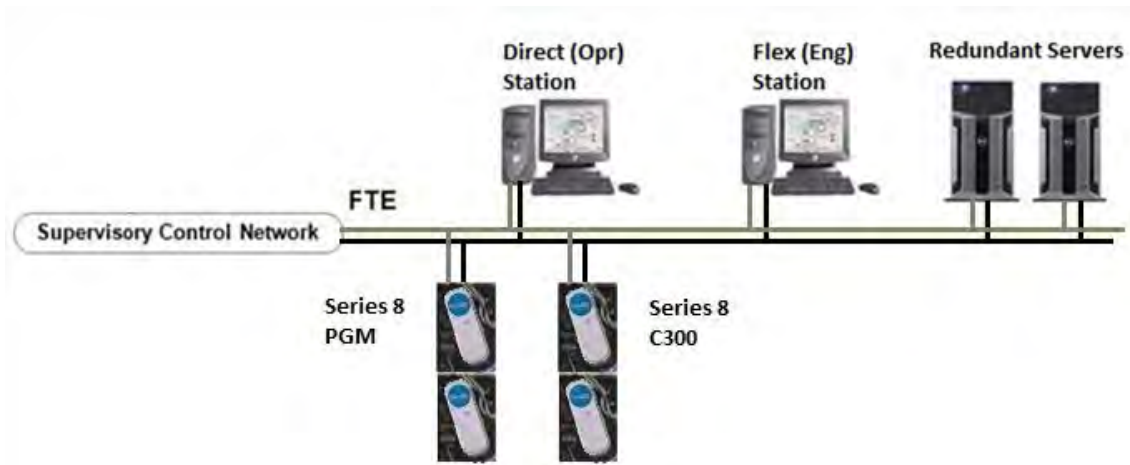 Direct (Opr)
Station
Flex (Eng)
Station
Redundant Servers
FTE
Supervisory Control Network
Series 8
PGM
Series 8
C300